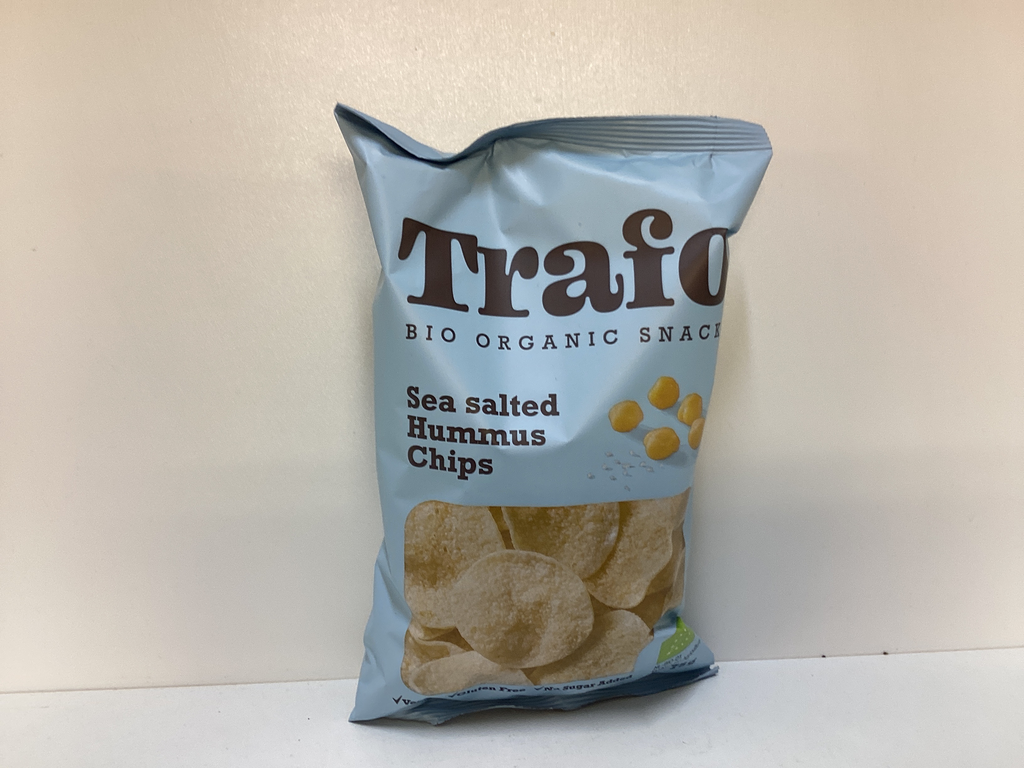 Trafo
BIO ORGANIC SNACK
Sea salted
Hummus
Chips
✓Gluten Free ✓No Sugar Added